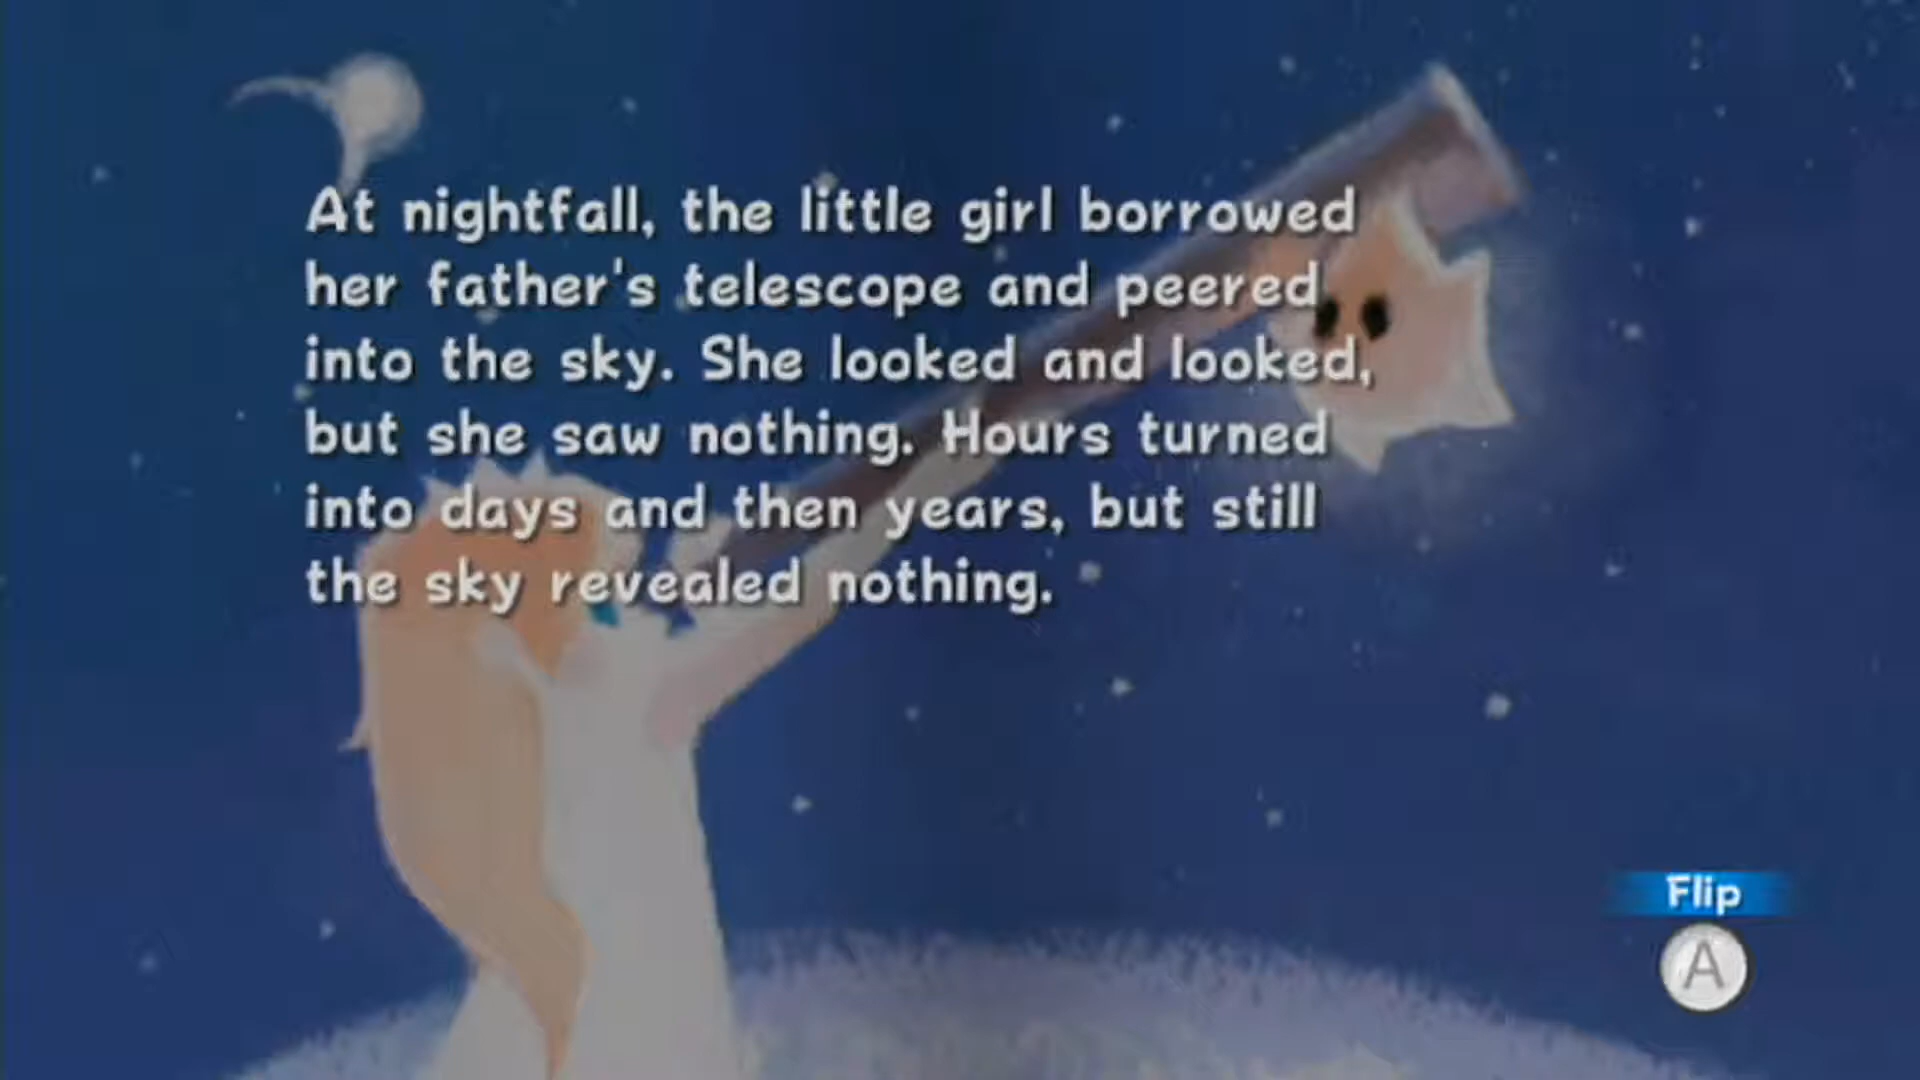 At nightfall, the little girl borrowed
her father's telescope and peered
into the sky. She looked and looked,
but she saw nothing. Hours turned
into days and then years, but still
the sky revealed nothing.
Flip
A